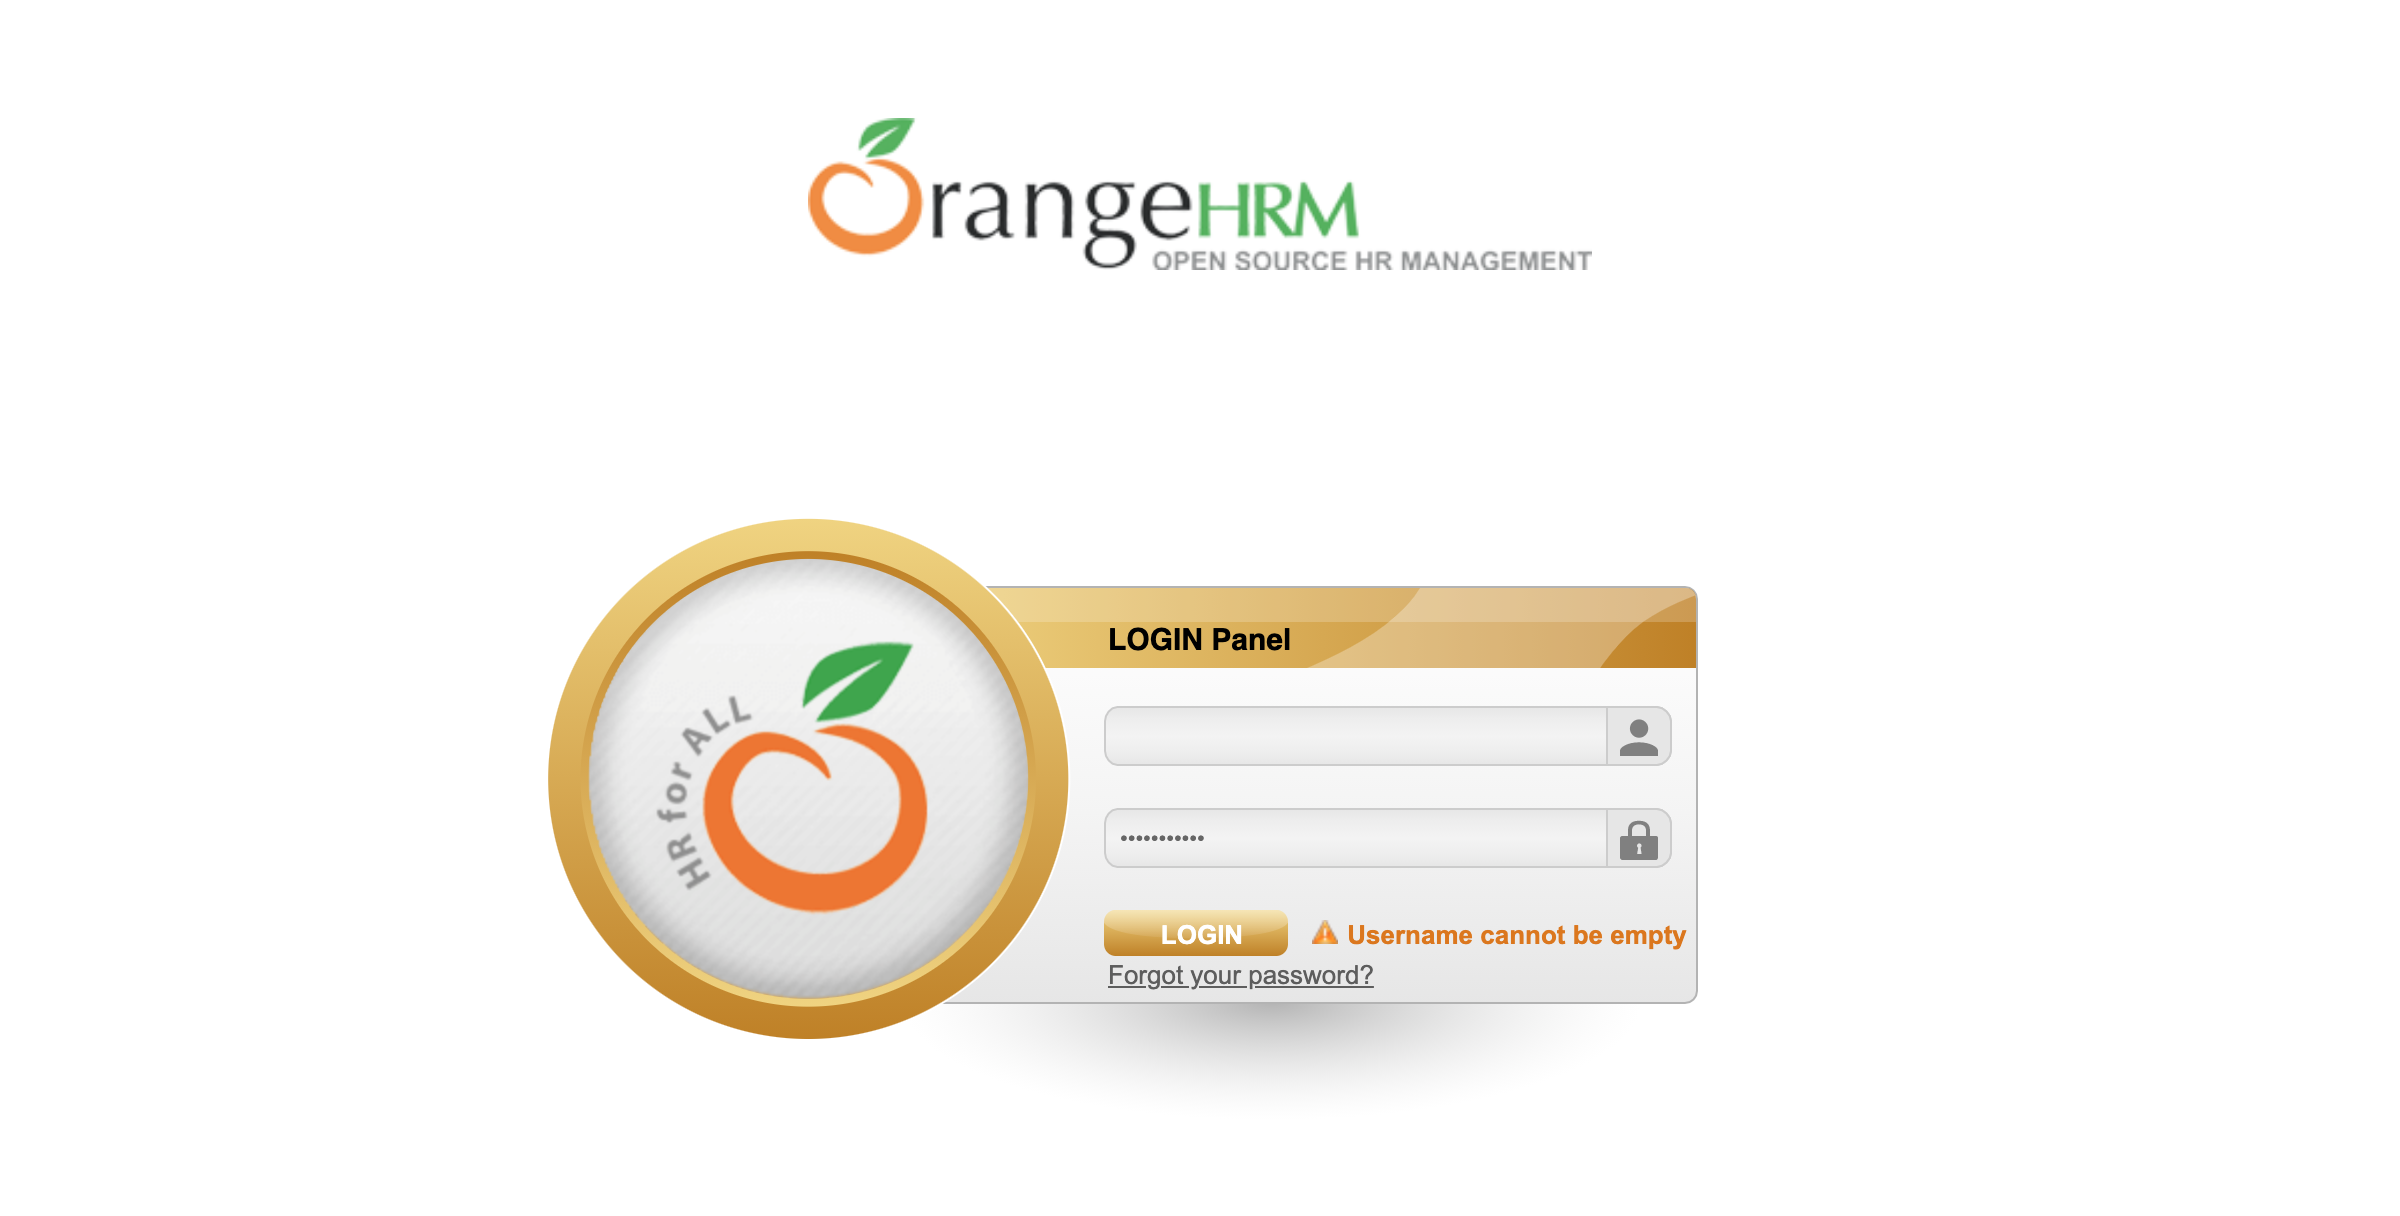 OrangeHRM
OPEN SOURCE HR MANAGEMENT
HR for ALL
LOGIN Panel
•••••••••••
LOGIN
Username cannot be empty
Forgot your password?